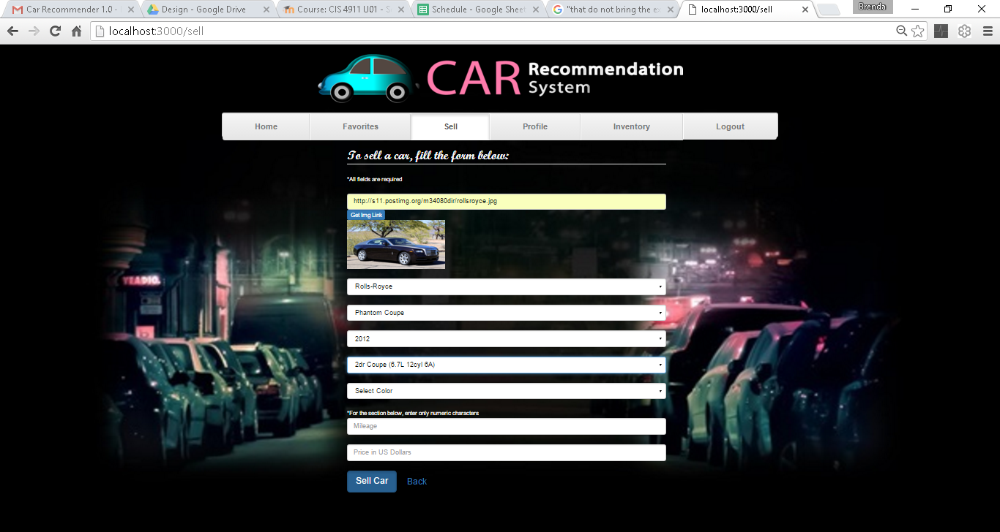 Car Recommender 1.0 -
Design - Google Drive
Course: CIS 4911 U01 - S
Schedule - Google Sheet
"that do not bring the e
localhost:3000/sell
Brenda
localhost:3000/sell
CAR Recommendation
System
Home
Favorites
Sell
Profile
Inventory
Logout
To sell a car, fill the form below:
*All fields are required
http://s11.postimg.org/m34080dir/rollsroyce.jpg
Get Img Link
YEADIO.
Rolls-Royce
Phantom Coupe
2012
2dr Coupe (6.7L 12cyl 6A)
Select Color
*For the section below, enter only numeric characters
Mileage
Price in US Dollars
Sell Car
Back